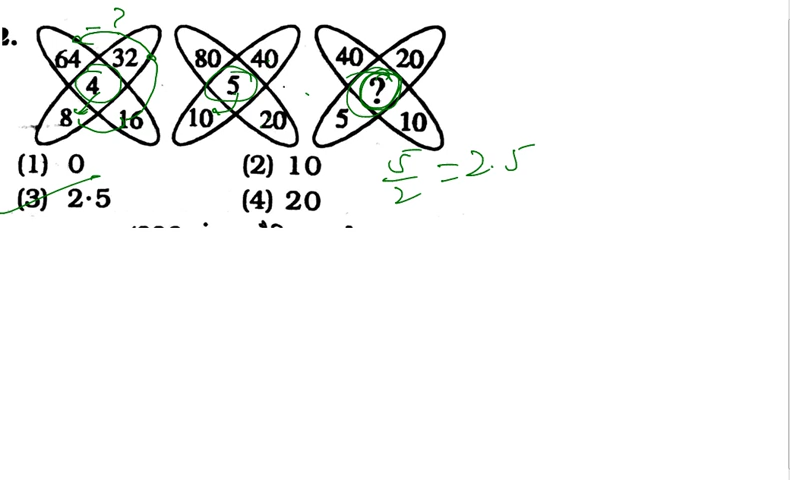 = ?
64 32 80 40 40 20
4 5 ?
8 16 10 20 5 10
(1) 0 (2) 10
5/2 = 2.5
(3) 2·5 (4) 20